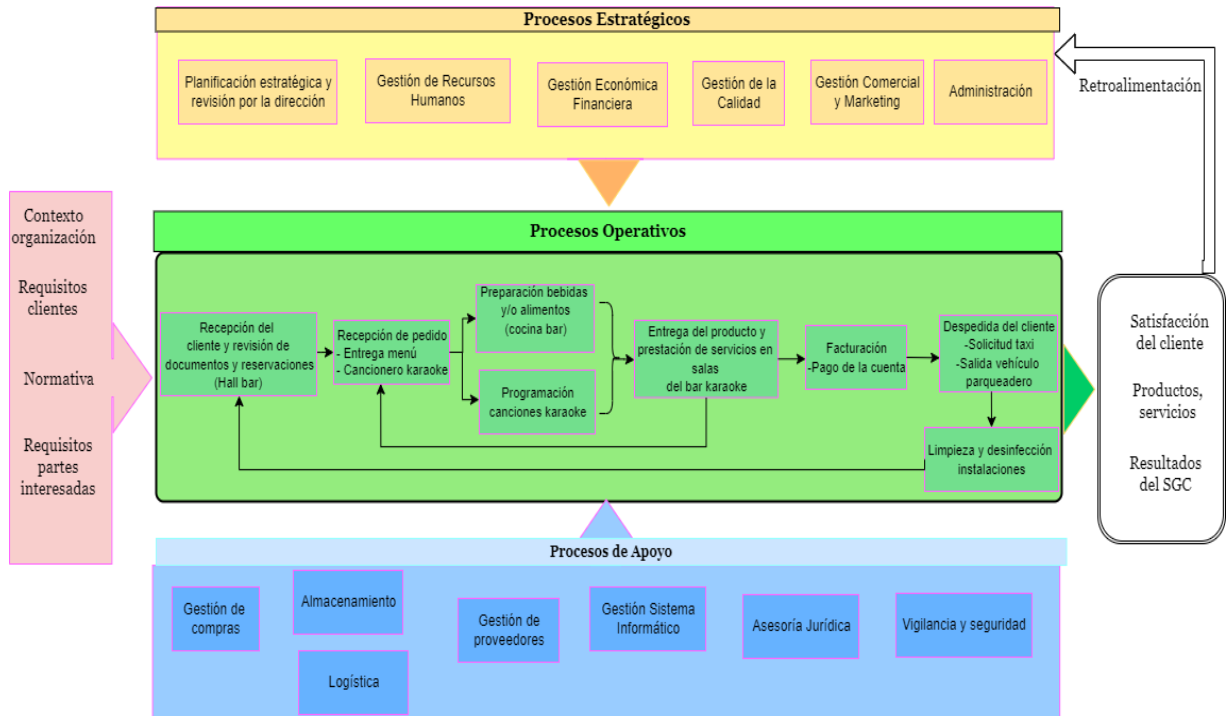 Procesos Estratégicos
Planificación estratégica y
revisión por la dirección
Gestión de Recursos
Humanos
Gestión Económica
Financiera
Gestión de la
Calidad
Gestión Comercial
y Marketing
Administración
Retroalimentación
Contexto
organización
Requisitos
clientes
Normativa
Requisitos
partes
interesadas
Procesos Operativos
Recepción del
cliente y revisión de
documentos y reservaciones
(Hall bar)
Recepción de pedido
- Entrega menú
- Cancionero karaoke
Preparación bebidas
y/o alimentos
(cocina bar)
Programación
canciones karaoke
Entrega del producto y
prestación de servicios en
salas
del bar karaoke
Facturación
-Pago de la cuenta
Despedida del cliente
-Solicitud taxi
-Salida vehículo
parqueadero
Limpieza y desinfección
instalaciones
Satisfacción
del cliente
Productos,
servicios
Resultados
del SGC
Procesos de Apoyo
Gestión de
compras
Almacenamiento
Logística
Gestión de
proveedores
Gestión Sistema
Informático
Asesoría Jurídica
Vigilancia y seguridad